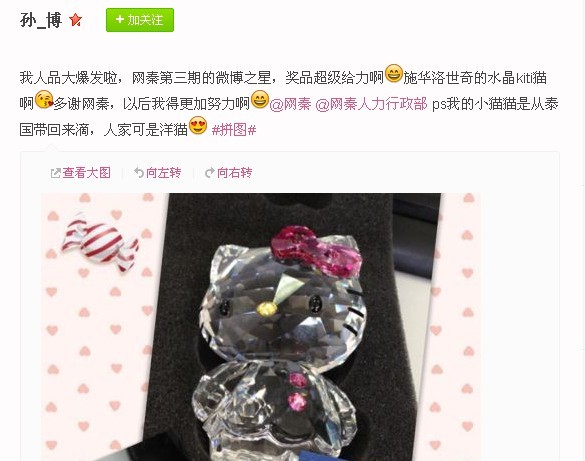 孙_博
+ 加关注
我人品大爆发啦，网秦第三期的微博之星，奖品超级给力啊施华洛世奇的水晶kiti猫
啊多谢网秦，以后我得更加努力啊@网秦 @网秦人力行政部 ps我的小猫猫是从泰
国带回来滴，人家可是洋猫 #拼图#
查看大图 向左转 向右转